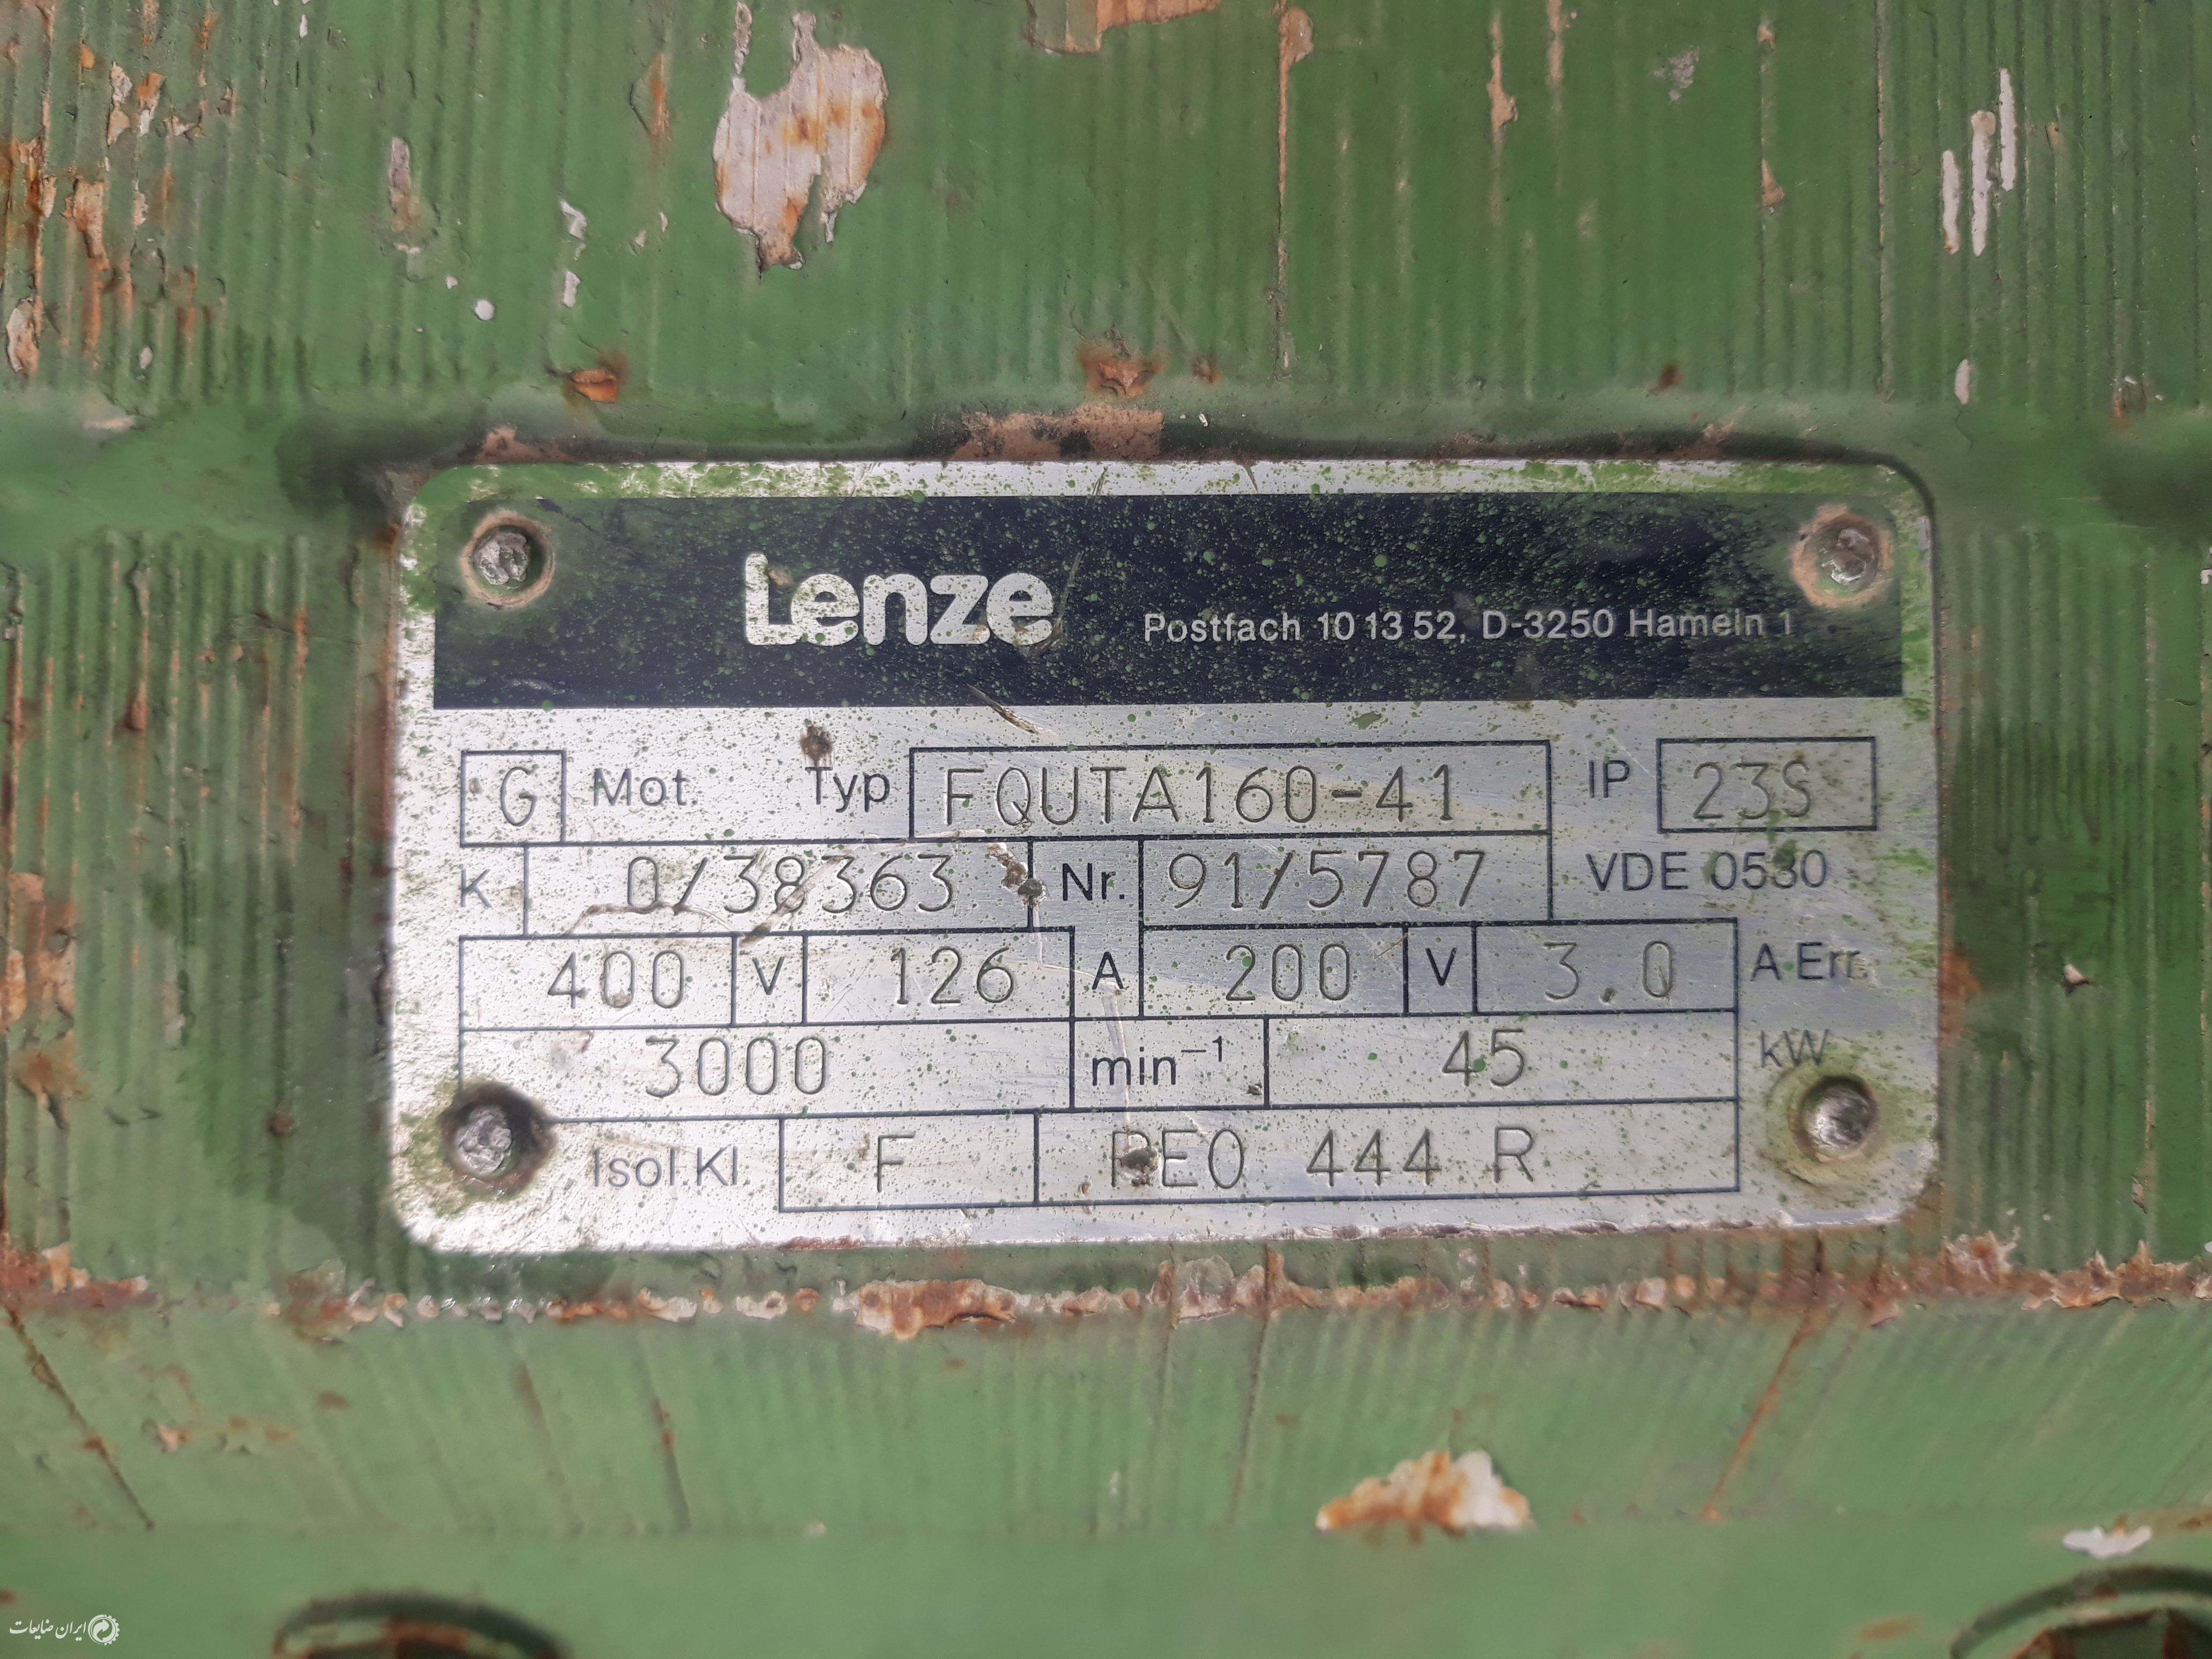 Lenze Postfach 10 13 52, D-3250 Hameln 1
G Mot. Typ FQUTA160-41 IP 23S
K 0/38363 Nr. 91/5787 VDE 0530
400 V 126 A 200 V 3.0 A Err.
3000 min⁻¹ 45 kW
Isol.Kl. F 444 R
ایران ضایعات